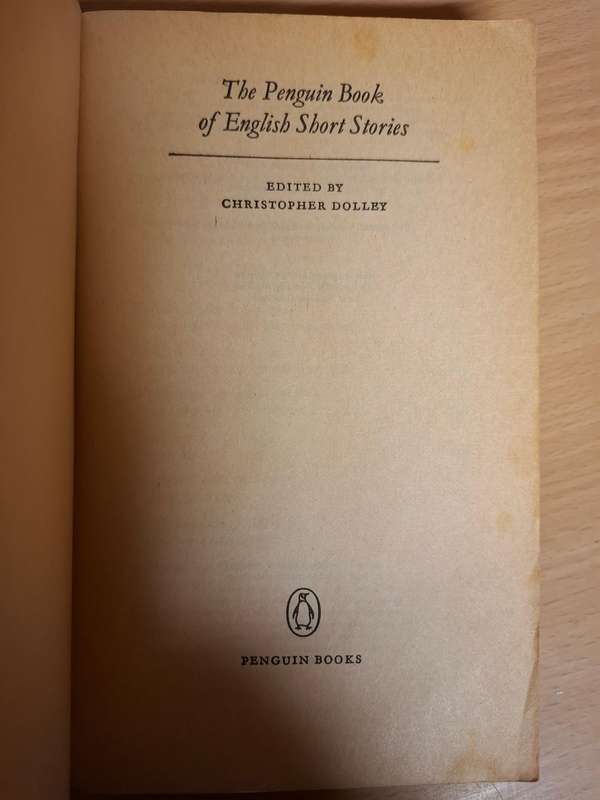 The Penguin Book
of English Short Stories
EDITED BY
CHRISTOPHER DOLLEY
PENGUIN BOOKS